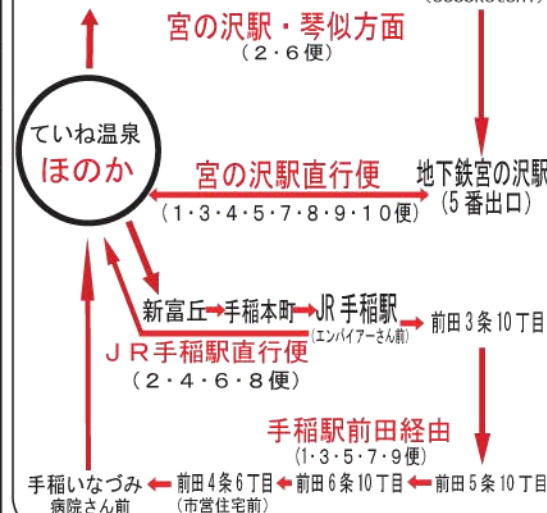 宮の沢駅・琴似方面
(2・6便)
ていね温泉
ほのか
宮の沢駅直行便
(1・3・4・5・7・8・9・10便)
地下鉄宮の沢駅
(5番出口)
新富丘
手稲本町
JR手稲駅
(エンパイアーさん前)
前田3条10丁目
JR手稲駅直行便
(2・4・6・8便)
手稲駅前田経由
(1・3・5・7・9便)
手稲いなづみ
病院さん前
前田4条6丁目
(市営住宅前)
前田6条10丁目
前田5条10丁目